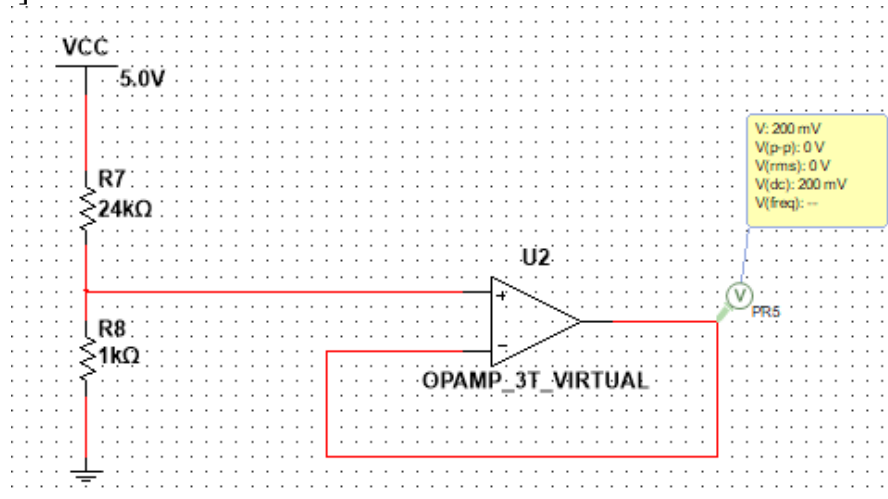 VCC
5.0V
R7
24kΩ
R8
1kΩ
U2
+
−
OPAMP_3T_VIRTUAL
V: 200 mV
V(p-p): 0 V
V(rms): 0 V
V(dc): 200 mV
V(freq): --
V
PR5